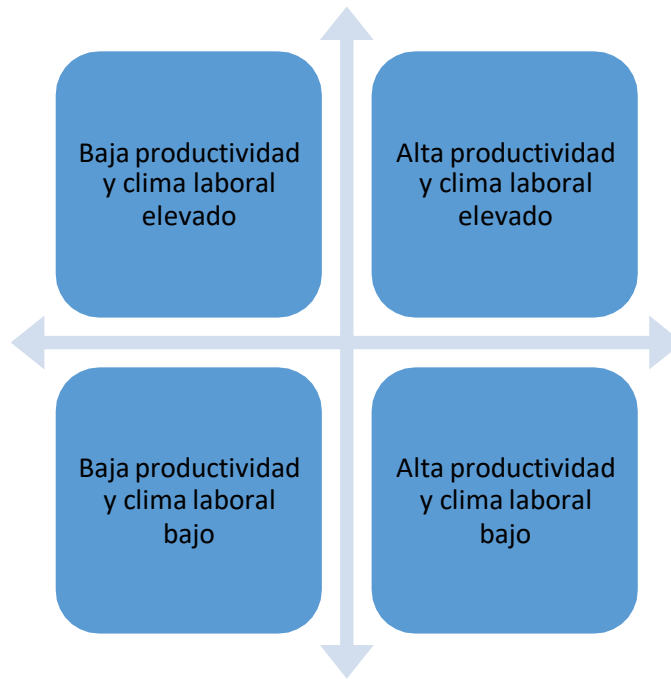 Baja productividad
y clima laboral
elevado
Alta productividad
y clima laboral
elevado
Baja productividad
y clima laboral
bajo
Alta productividad
y clima laboral
bajo